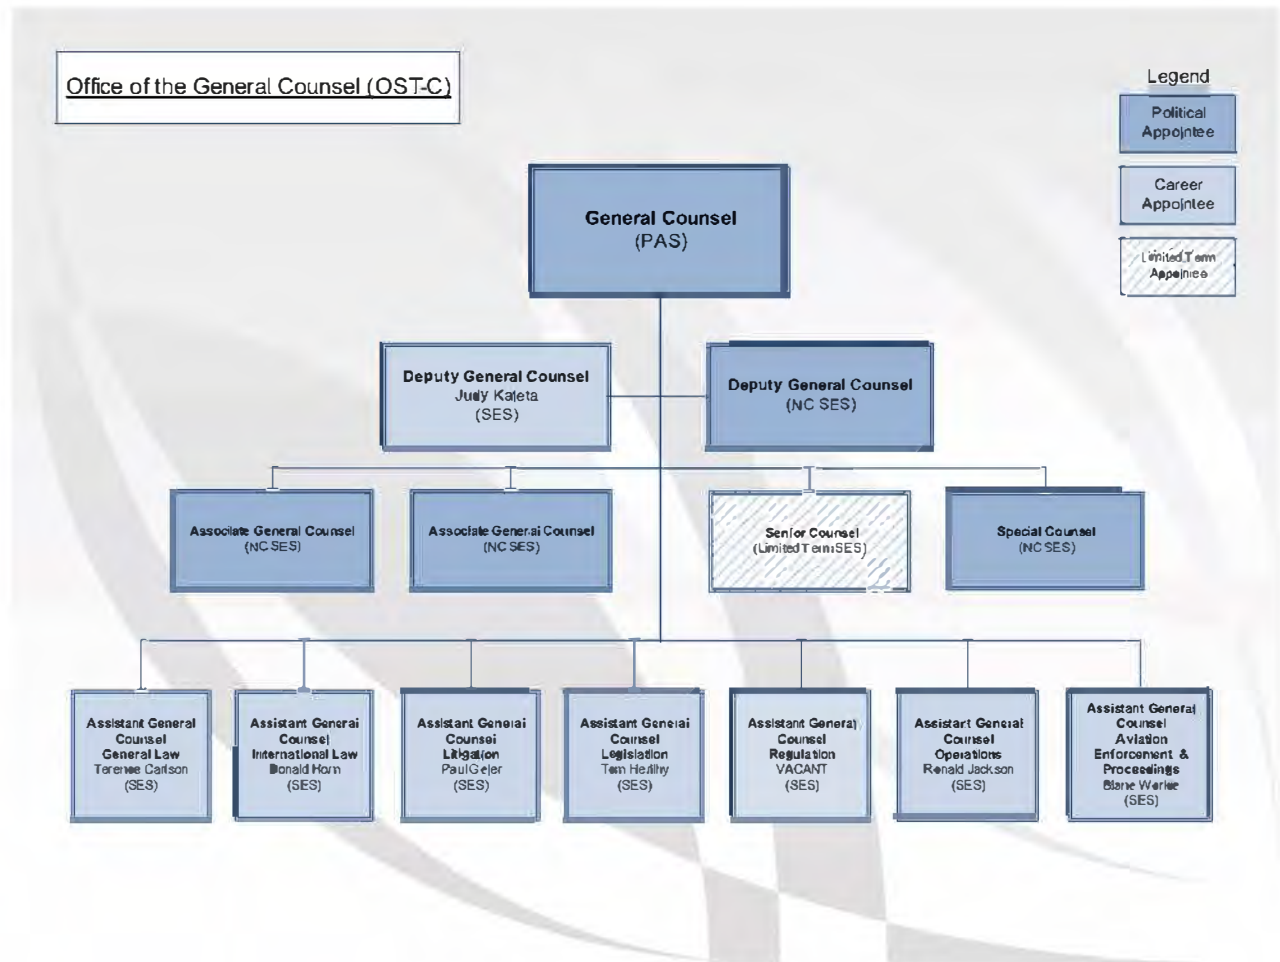 Office of the General Counsel (OST-C)
Legend
Political
Appointee
Career
Appointee
Limited Term
Appointee
General Counsel
(PAS)
Deputy General Counsel
Judy Kaleta
(SES)
Deputy General Counsel
(NC SES)
Associate General Counsel
(NC SES)
Associate General Counsel
(NC SES)
Senior Counsel
(Limited Term SES)
Special Counsel
(NC SES)
Assistant General
Counsel
General Law
Terence Carlson
(SES)
Assistant General
Counsel
International Law
Donald Horn
(SES)
Assistant General
Counsel
Litigation
Paul Geier
(SES)
Assistant General
Counsel
Legislation
Tom Herlihy
(SES)
Assistant General
Counsel
Regulation
VACANT
(SES)
Assistant General
Counsel
Operations
Ronald Jackson
(SES)
Assistant General
Counsel
Aviation
Enforcement &
Proceedings
Blane Workie
(SES)